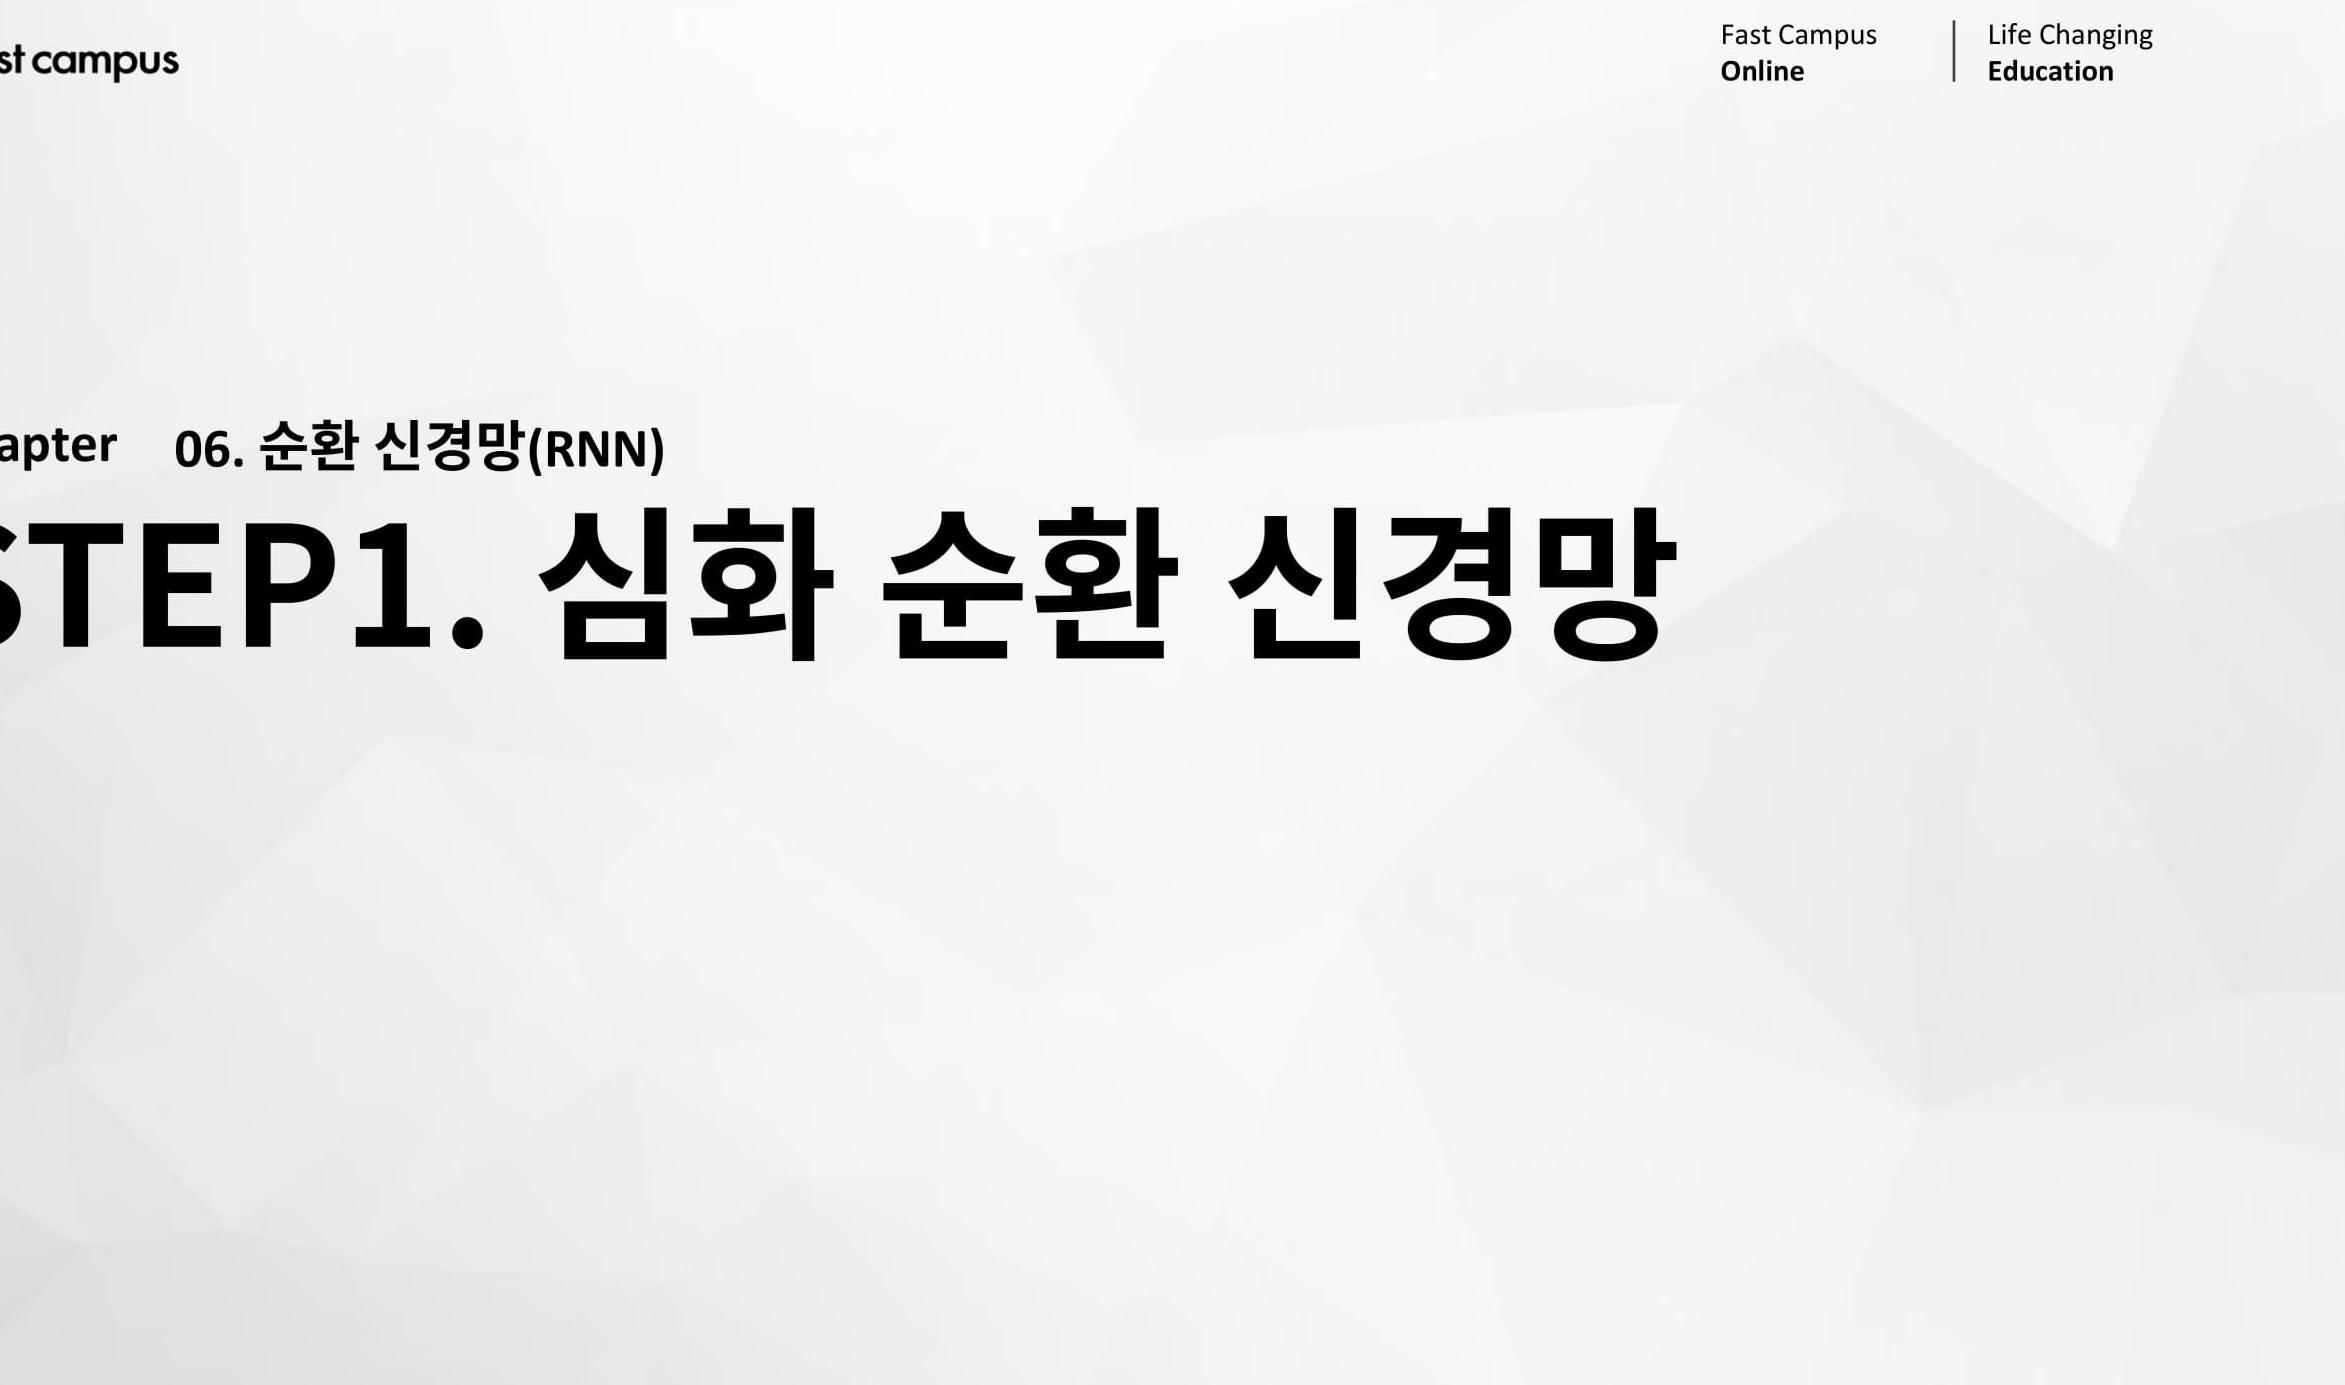 st campus
Fast Campus
Online
Life Changing
Education
apter 06. 순환 신경망(RNN)
STEP1. 심화 순환 신경망